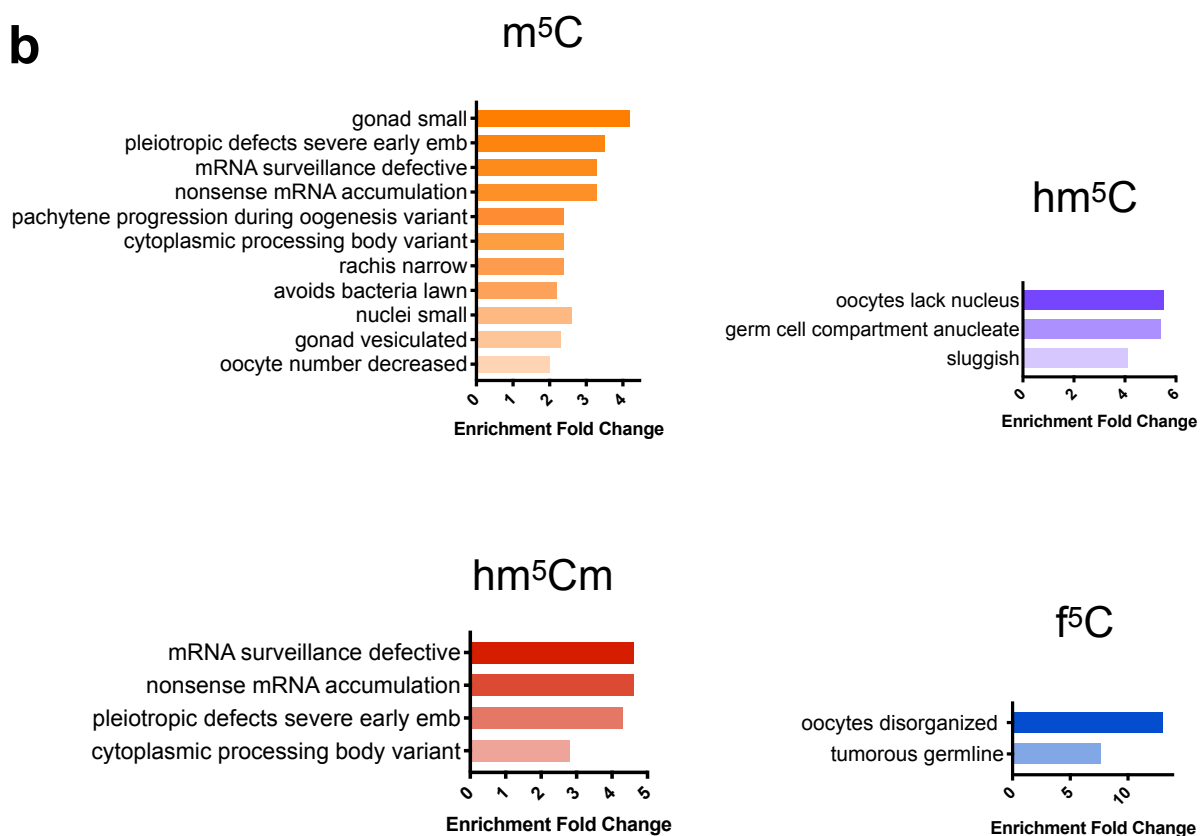 b
m⁵C
gonad small
pleiotropic defects severe early emb
mRNA surveillance defective
nonsense mRNA accumulation
pachytene progression during oogenesis variant
cytoplasmic processing body variant
rachis narrow
avoids bacteria lawn
nuclei small
gonad vesiculated
oocyte number decreased
0 1 2 3 4
Enrichment Fold Change
hm⁵C
oocytes lack nucleus
germ cell compartment anucleate
sluggish
0 2 4 6
Enrichment Fold Change
hm⁵Cm
mRNA surveillance defective
nonsense mRNA accumulation
pleiotropic defects severe early emb
cytoplasmic processing body variant
0 1 2 3 4 5
Enrichment Fold Change
f⁵C
oocytes disorganized
tumorous germline
0 5 10
Enrichment Fold Change